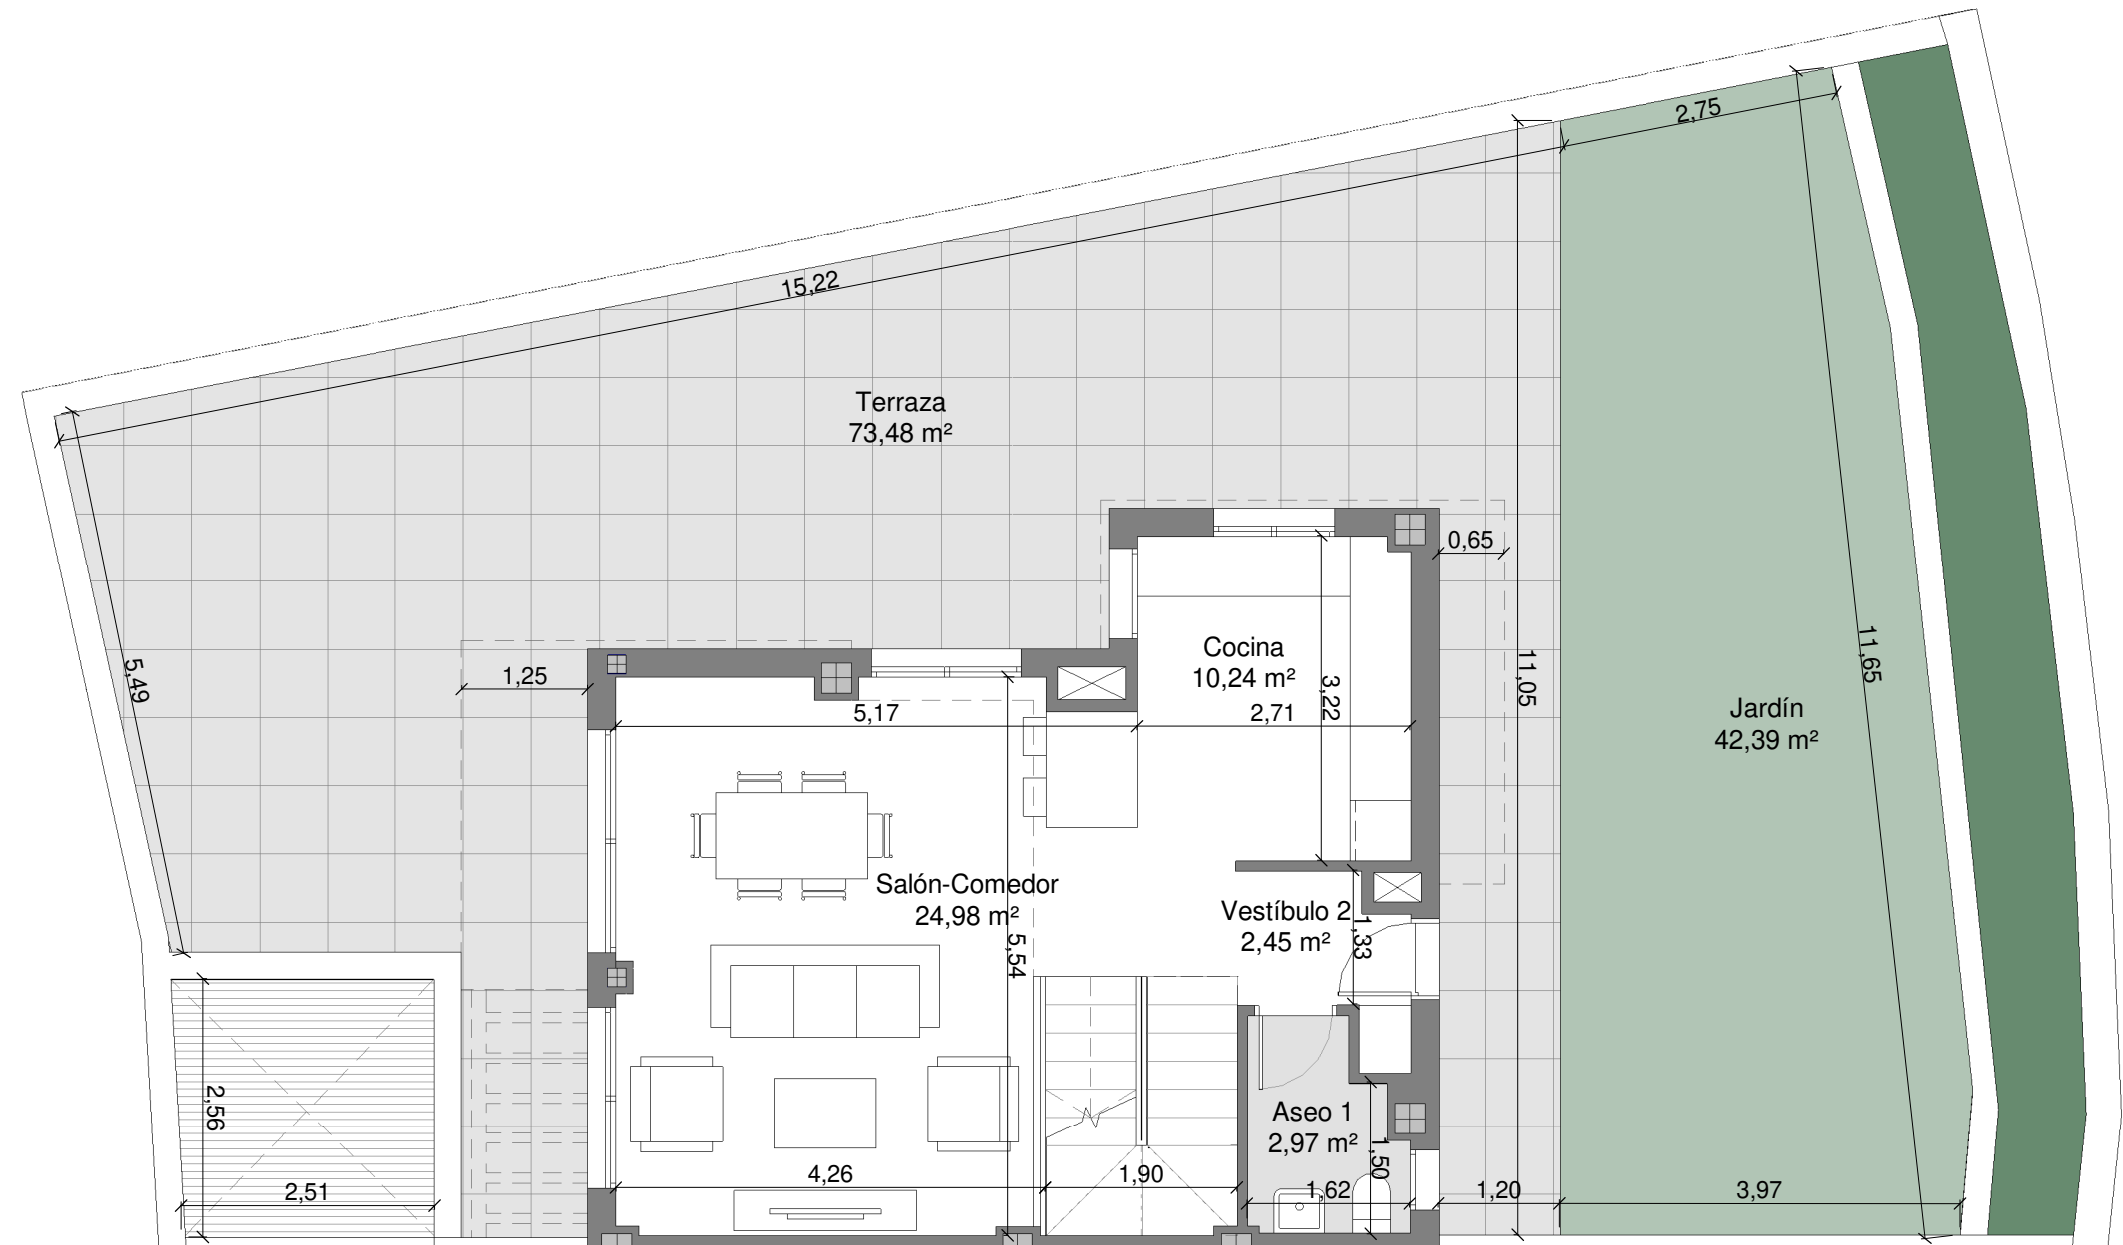 2,75
15,22
Terraza
73,48 m²
0,65
5,49
1,25
Cocina
10,24 m²
3,22
11,05
11,65
5,17
2,71
Jardín
42,39 m²
Salón-Comedor
24,98 m²
5,54
Vestíbulo 2
2,45 m²
1,33
2,56
Aseo 1
2,97 m²
1,50
4,26
1,90
2,51
1,62
1,20
3,97